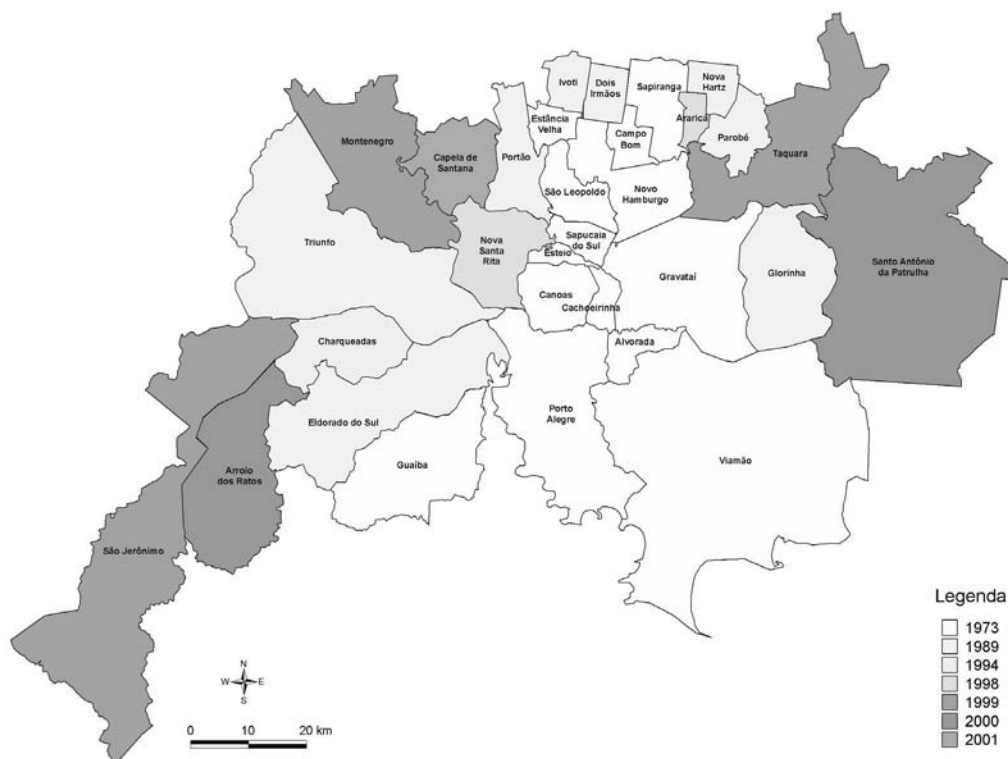 Ivoti
Dois
Irmãos
Sapiranga
Nova
Hartz
Estância
Velha
Araricá
Campo
Bom
Parobé
Montenegro
Capela de
Santana
Portão
Taquara
São Leopoldo
Novo
Hamburgo
Triunfo
Nova
Santa
Rita
Sapucaia
do Sul
Esteio
Santo Antônio
da Patrulha
Gravataí
Glorinha
Canoas
Cachoeirinha
Charqueadas
Alvorada
Eldorado do Sul
Porto
Alegre
Guaíba
Viamão
Arroio
dos Ratos
São Jerônimo
Legenda
1973
1989
1994
1998
1999
2000
2001
N
W E
S
0 10 20 km